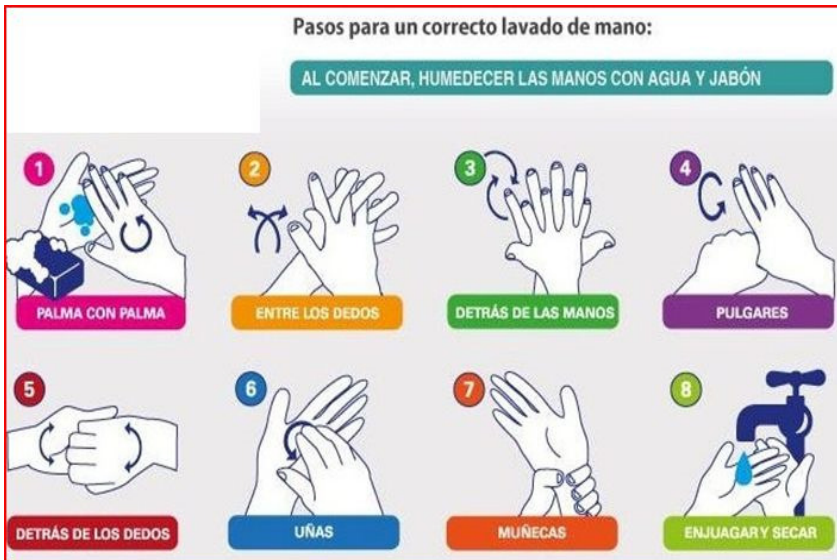 Pasos para un correcto lavado de mano:
AL COMENZAR, HUMEDECER LAS MANOS CON AGUA Y JABÓN
1
PALMA CON PALMA
2
ENTRE LOS DEDOS
3
DETRÁS DE LAS MANOS
4
PULGARES
5
DETRÁS DE LOS DEDOS
6
UÑAS
7
MUÑECAS
8
ENJUAGAR Y SECAR